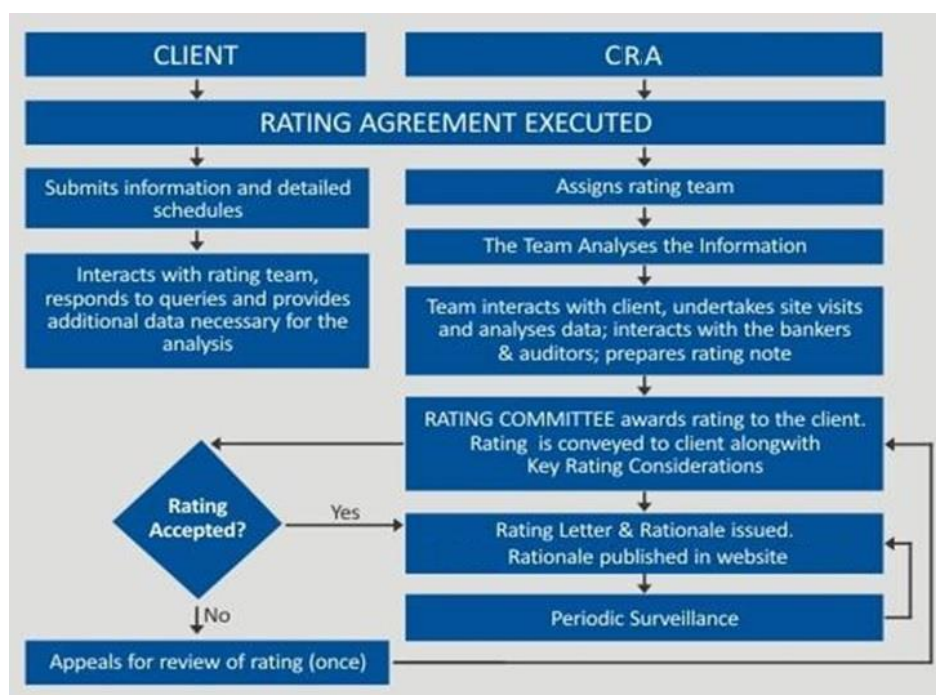 CLIENT
CRA
RATING AGREEMENT EXECUTED
Submits information and detailed
schedules
Assigns rating team
The Team Analyses the Information
Interacts with rating team,
responds to queries and provides
additional data necessary for the
analysis
Team interacts with client, undertakes site visits
and analyses data; interacts with the bankers
& auditors; prepares rating note
RATING COMMITTEE awards rating to the client.
Rating is conveyed to client alongwith
Key Rating Considerations
Rating
Accepted?
Yes
Rating Letter & Rationale issued.
Rationale published in website
No
Periodic Surveillance
Appeals for review of rating (once)